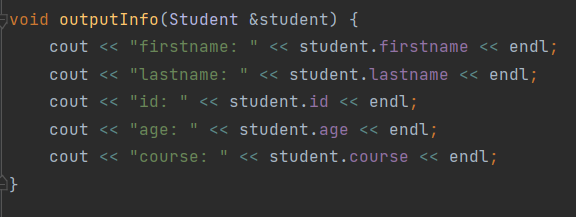 void outputInfo(Student &student) {
    cout << "firstname: " << student.firstname << endl;
    cout << "lastname: " << student.lastname << endl;
    cout << "id: " << student.id << endl;
    cout << "age: " << student.age << endl;
    cout << "course: " << student.course << endl;
}